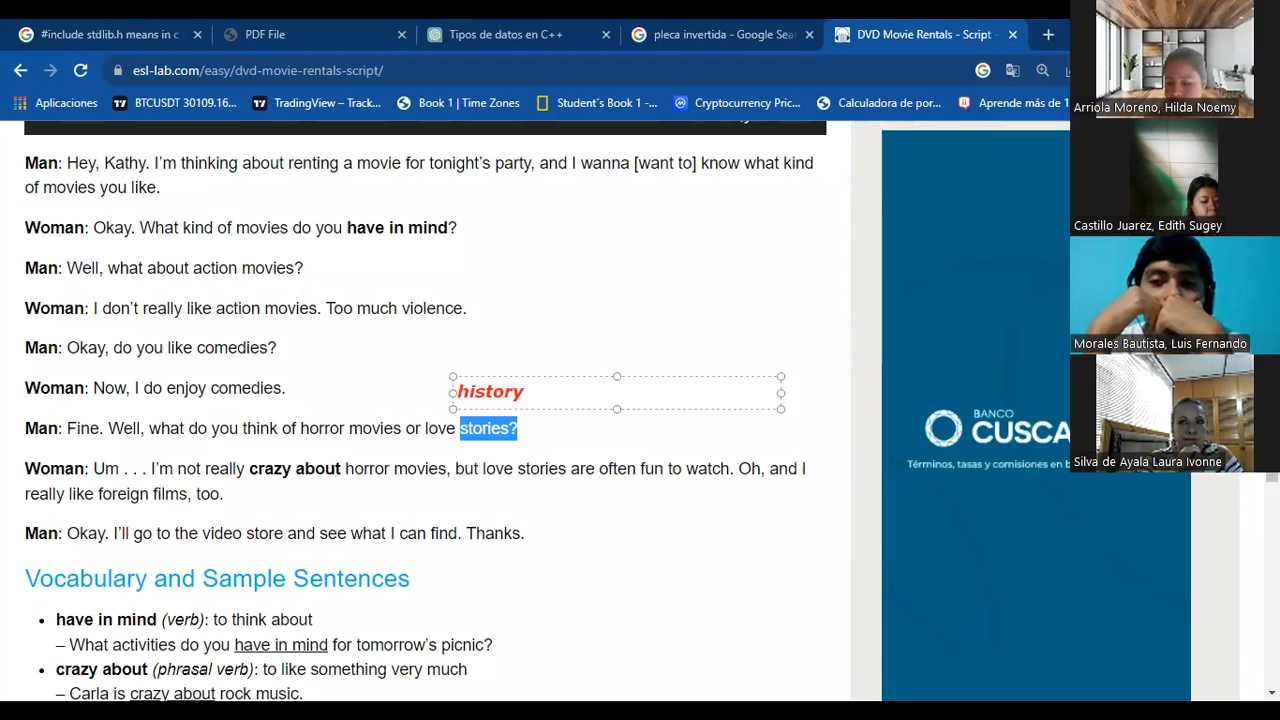 #include stdlib.h means in c
PDF File
Tipos de datos en C++
pleca invertida - Google Sear
DVD Movie Rentals - Script -
esl-lab.com/easy/dvd-movie-rentals-script/
Aplicaciones
BTCUSDT 30109.16...
TradingView – Track...
Book 1 | Time Zones
Student´s Book 1 -...
Cryptocurrency Pric...
Calculadora de por...
Aprende más de 1
Man: Hey, Kathy. I’m thinking about renting a movie for tonight’s party, and I wanna [want to] know what kind
of movies you like.
Woman: Okay. What kind of movies do you have in mind?
Man: Well, what about action movies?
Woman: I don’t really like action movies. Too much violence.
Man: Okay, do you like comedies?
Woman: Now, I do enjoy comedies.
history
Man: Fine. Well, what do you think of horror movies or love stories?
Woman: Um . . . I’m not really crazy about horror movies, but love stories are often fun to watch. Oh, and I
really like foreign films, too.
Man: Okay. I’ll go to the video store and see what I can find. Thanks.
Vocabulary and Sample Sentences
• have in mind (verb): to think about
– What activities do you have in mind for tomorrow’s picnic?
• crazy about (phrasal verb): to like something very much
– Carla is crazy about rock music.
BANCO
CUSCA
Términos, tasas y comisiones en b
Arriola Moreno, Hilda Noemy
Castillo Juarez, Edith Sugey
Morales Bautista, Luis Fernando
Silva de Ayala Laura Ivonne